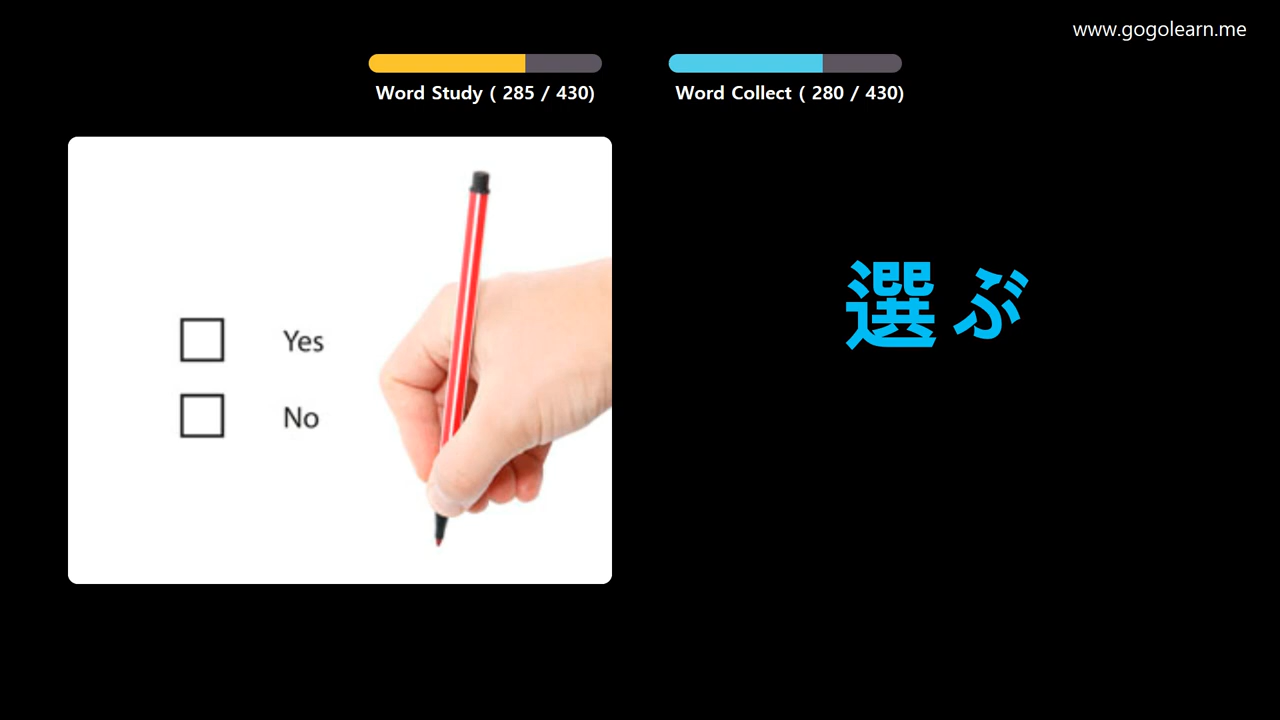 www.gogolearn.me
Word Study ( 285 / 430)
Word Collect ( 280 / 430)
Yes
No
選ぶ